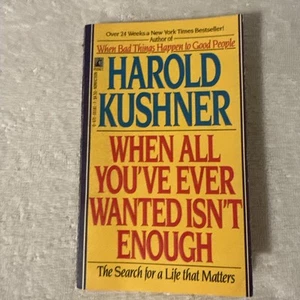 Over 24 Weeks a New York Times Bestseller!
Author of
When Bad Things Happen to Good People
HAROLD
KUSHNER
WHEN ALL
YOU'VE EVER
WANTED ISN'T
ENOUGH
The Search for a Life that Matters